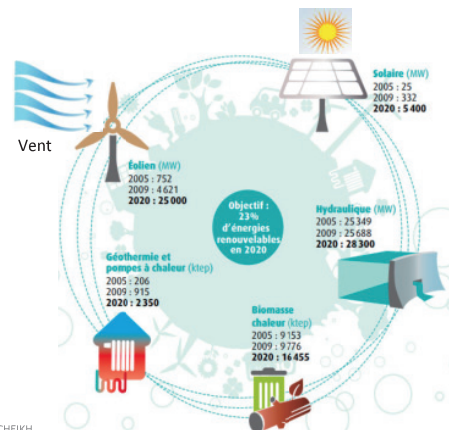 Solaire (MW)
2005 : 25
2009 : 332
2020 : 5 400
Vent
Éolien (MW)
2005 : 752
2009 : 4 621
2020 : 25 000
Objectif :
23%
d'énergies
renouvelables
en 2020
Hydraulique (MW)
2005 : 25 349
2009 : 25 688
2020 : 28 300
Géothermie et
pompes à chaleur (ktep)
2005 : 206
2009 : 915
2020 : 2 350
Biomasse
chaleur (ktep)
2005 : 9 153
2009 : 9 776
2020 : 16 455
CHEIKH